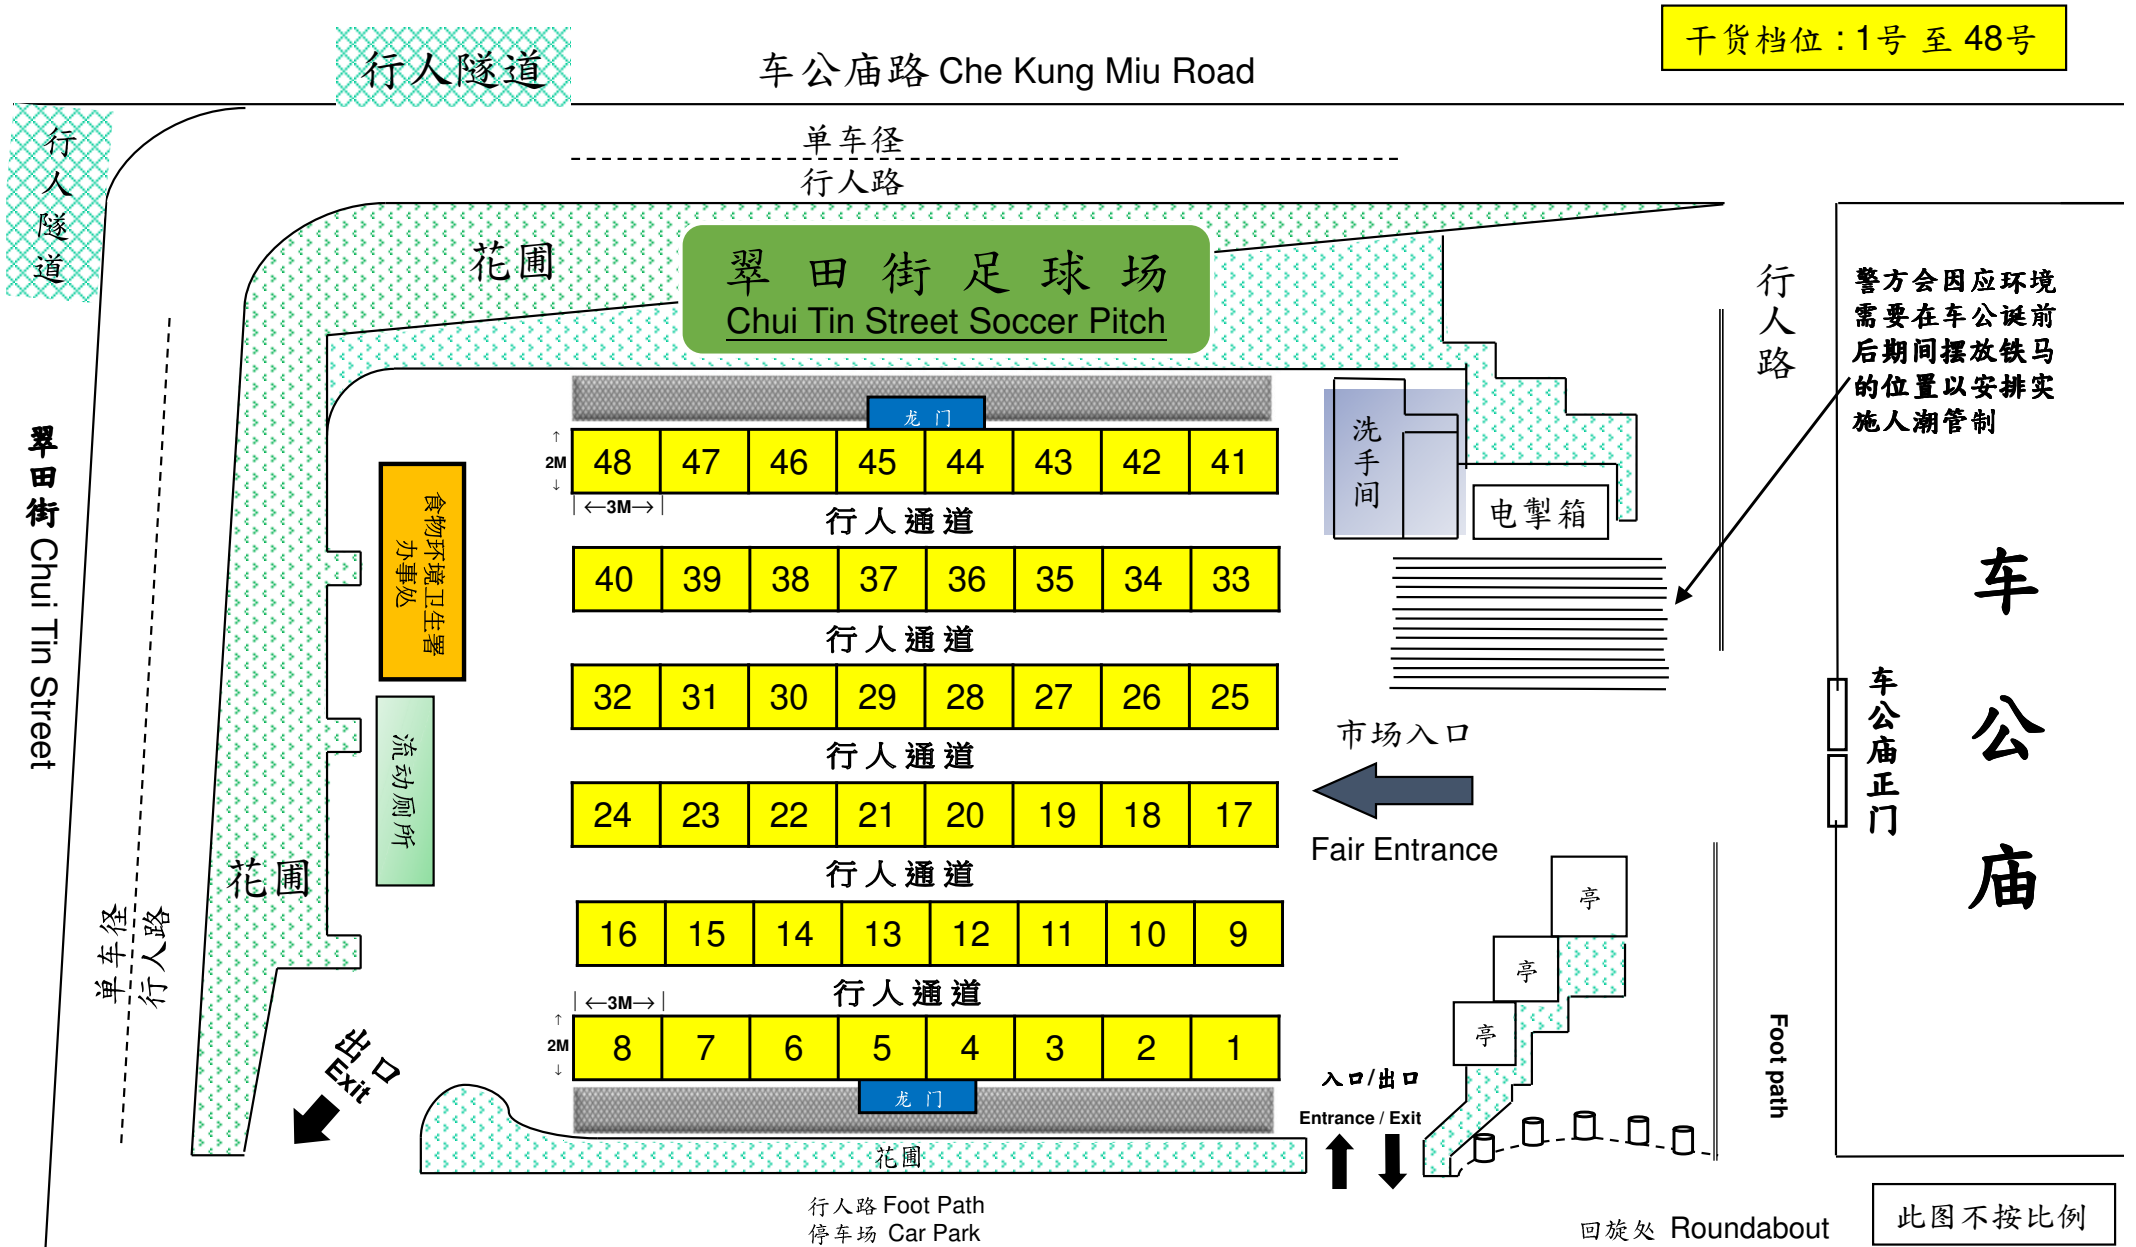 干货档位 : 1号 至 48号
行人隧道
车公庙路 Che Kung Miu Road
行人隧道
单车径
行人路
花圃
翠田街足球场
Chui Tin Street Soccer Pitch
行人路
警方会因应环境
需要在车公诞前
后期间摆放铁马
的位置以安排实
施人潮管制
龙 门
洗手间
电掣箱
翠田街 Chui Tin Street
食物环境卫生署
办事处
流动厕所
↑
2M
↓
48 47 46 45 44 43 42 41
|←3M→|
行人通道
40 39 38 37 36 35 34 33
行人通道
32 31 30 29 28 27 26 25
行人通道
24 23 22 21 20 19 18 17
行人通道
16 15 14 13 12 11 10 9
行人通道
|←3M→|
↑
2M
↓
8 7 6 5 4 3 2 1
龙 门
市场入口
Fair Entrance
车公庙正门
车公庙
花圃
单车径
行人路
出口
Exit
亭
亭
亭
入口/出口
Entrance / Exit
Foot path
花圃
行人路 Foot Path
停车场 Car Park
回旋处 Roundabout
此图不按比例